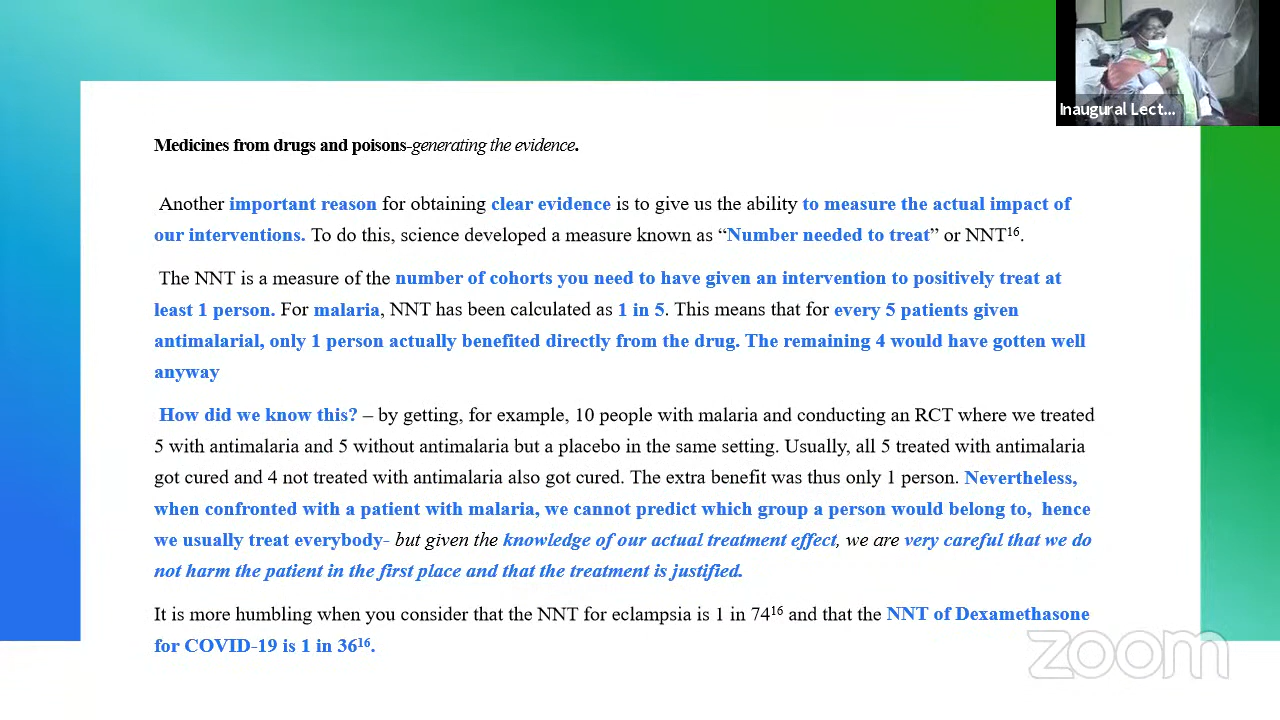 Inaugural Lect...
Medicines from drugs and poisons-generating the evidence.
Another important reason for obtaining clear evidence is to give us the ability to measure the actual impact of
our interventions. To do this, science developed a measure known as “Number needed to treat” or NNT¹⁶.
The NNT is a measure of the number of cohorts you need to have given an intervention to positively treat at
least 1 person. For malaria, NNT has been calculated as 1 in 5. This means that for every 5 patients given
antimalarial, only 1 person actually benefited directly from the drug. The remaining 4 would have gotten well
anyway
How did we know this? – by getting, for example, 10 people with malaria and conducting an RCT where we treated
5 with antimalaria and 5 without antimalaria but a placebo in the same setting. Usually, all 5 treated with antimalaria
got cured and 4 not treated with antimalaria also got cured. The extra benefit was thus only 1 person. Nevertheless,
when confronted with a patient with malaria, we cannot predict which group a person would belong to, hence
we usually treat everybody- but given the knowledge of our actual treatment effect, we are very careful that we do
not harm the patient in the first place and that the treatment is justified.
It is more humbling when you consider that the NNT for eclampsia is 1 in 74¹⁶ and that the NNT of Dexamethasone
for COVID-19 is 1 in 36¹⁶.
zoom